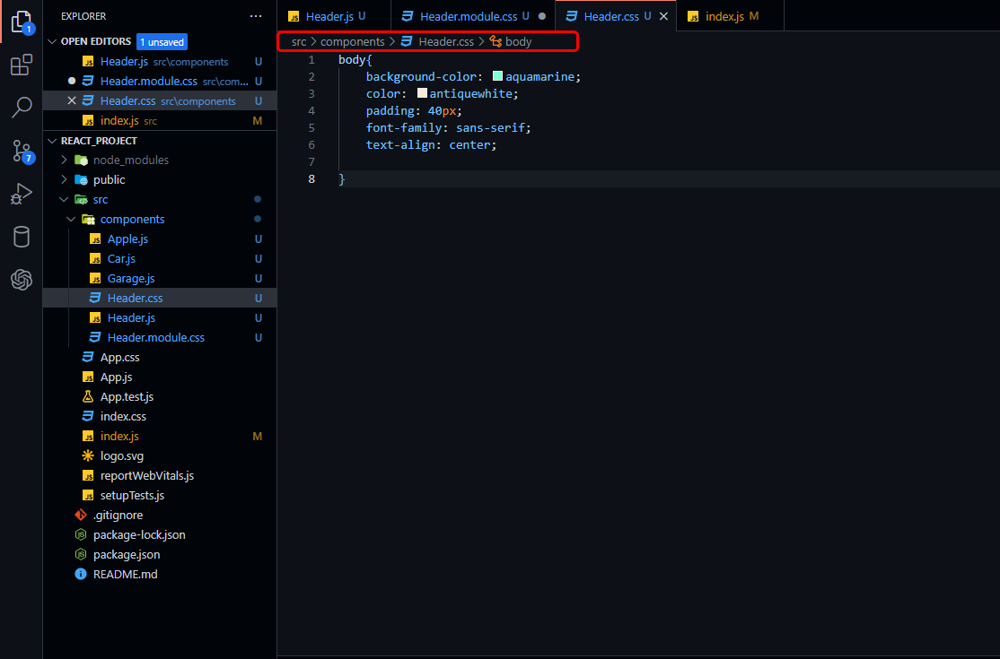 EXPLORER ...
OPEN EDITORS 1 unsaved
Header.js src\components U
Header.module.css src\com... U
Header.css src\components U
index.js src M
REACT_PROJECT
node_modules
public
src
components
Apple.js U
Car.js U
Garage.js U
Header.css U
Header.js U
Header.module.css U
App.css
App.js
App.test.js
index.css
index.js M
logo.svg
reportWebVitals.js
setupTests.js
.gitignore
package-lock.json
package.json
README.md
1
7
Header.js U Header.module.css U Header.css U index.js M
src > components > Header.css > body
1 body{
2 background-color: aquamarine;
3 color: antiquewhite;
4 padding: 40px;
5 font-family: sans-serif;
6 text-align: center;
7
8 }